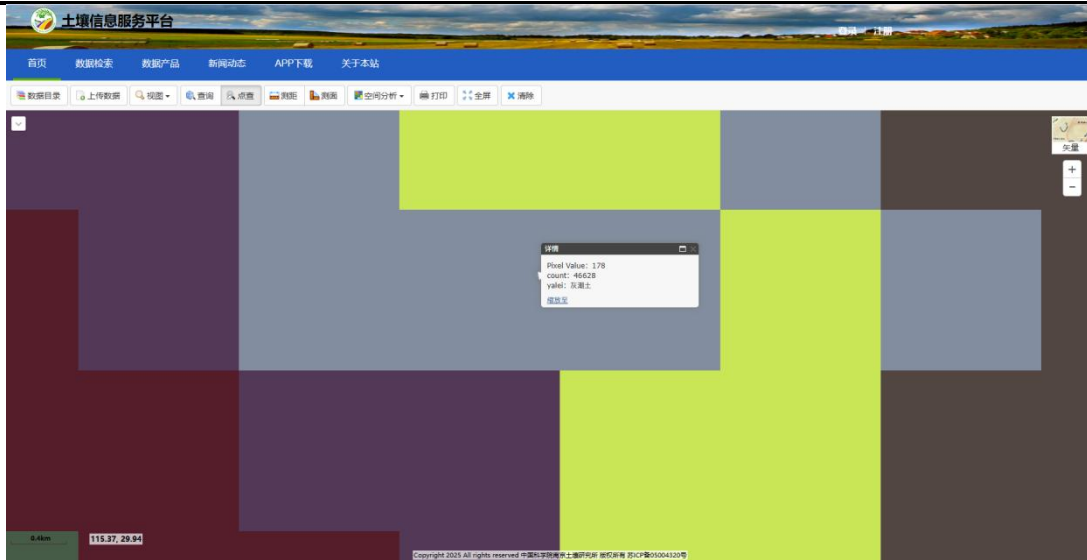 土壤信息服务平台
登录 注册
首页 数据检索 数据产品 新闻动态 APP下载 关于本站
数据目录 上传数据 视图 查询 点查 测距 测面 空间分析 打印 全屏 清除
矢量
+
−
详情
Pixel Value: 178
count: 46628
yalei: 灰潮土
缩放至
0.4km
115.37, 29.94
Copyright 2025 All rights reserved 中国科学院南京土壤研究所 版权所有 苏ICP备05004320号